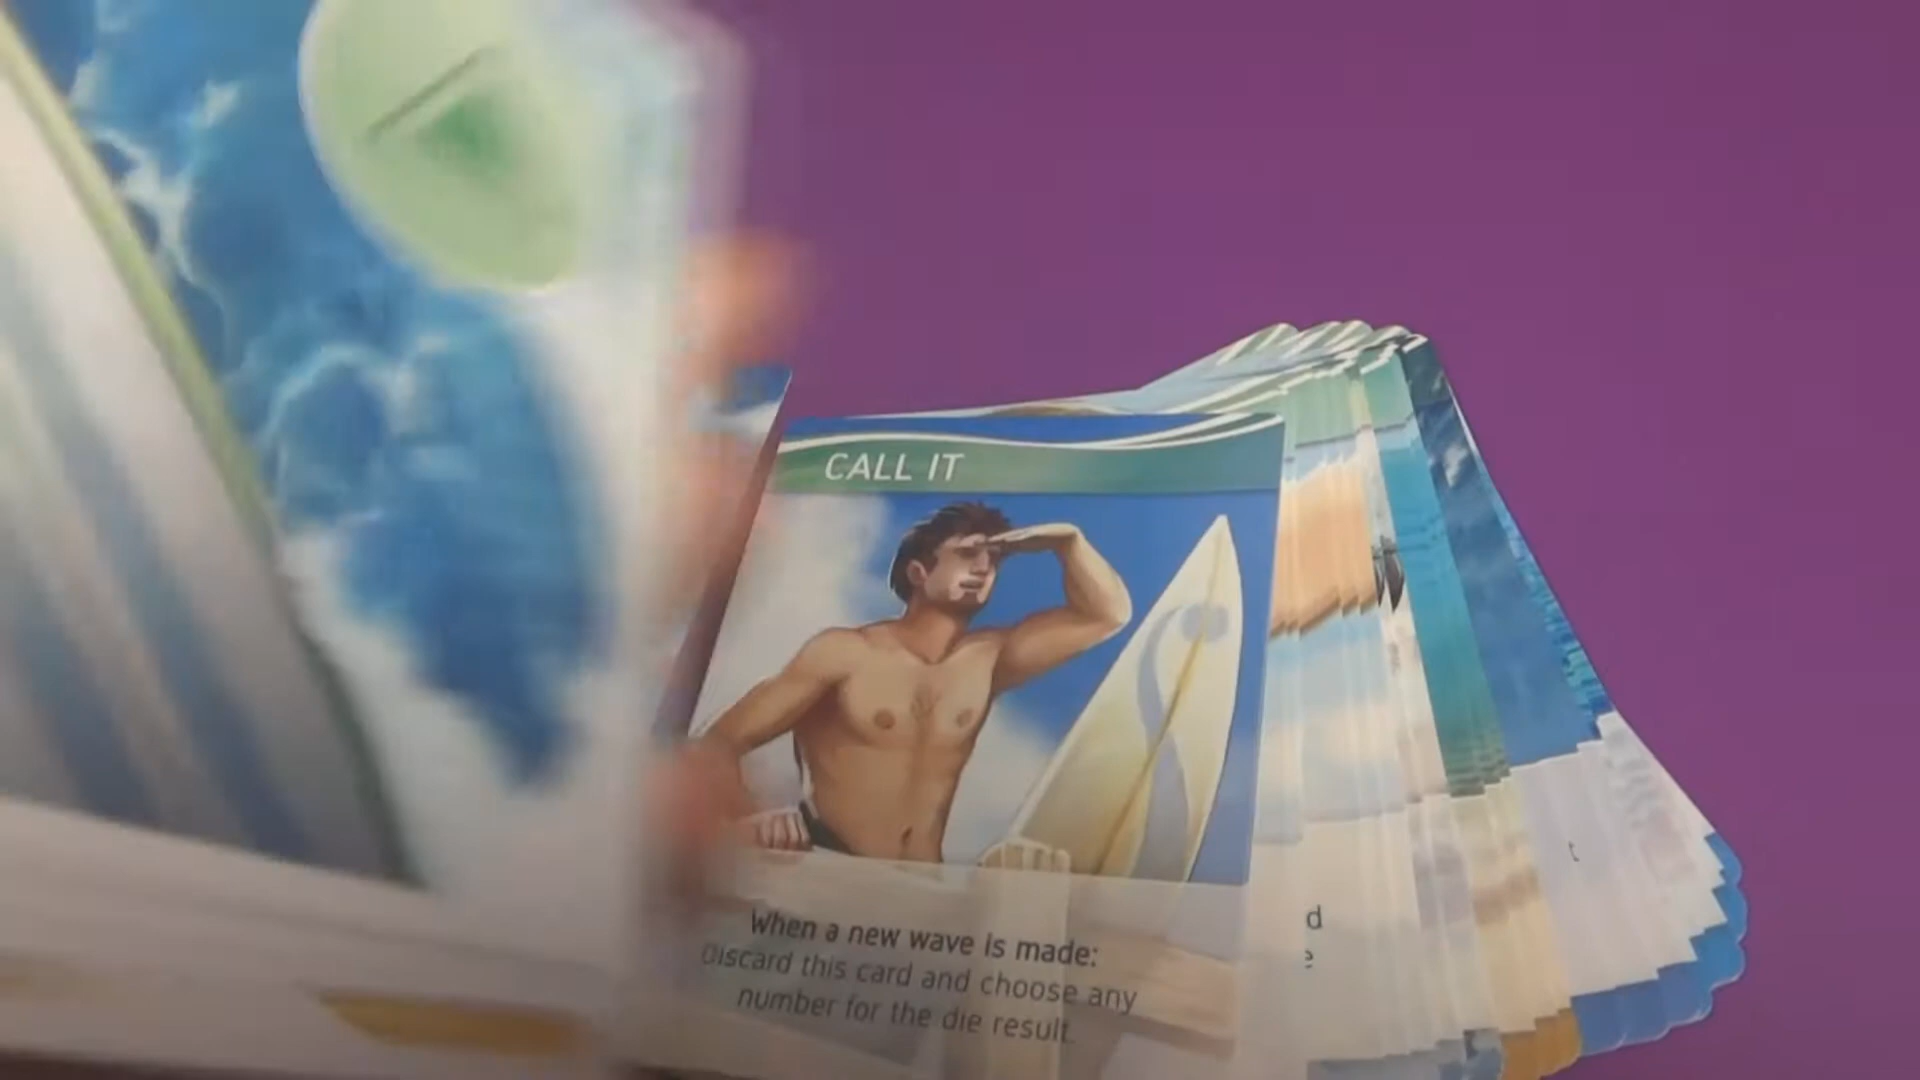 CALL IT
When a new wave is made:
Discard this card and choose any
number for the die result.
d
e
t